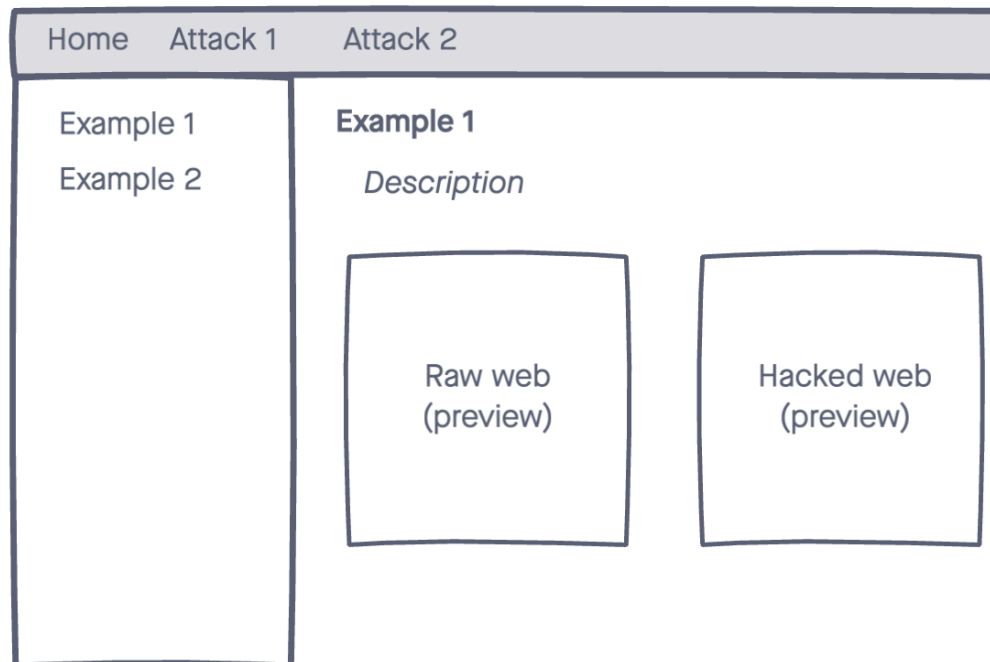 Home Attack 1 Attack 2
Example 1
Example 2
Example 1
Description
Raw web
(preview)
Hacked web
(preview)